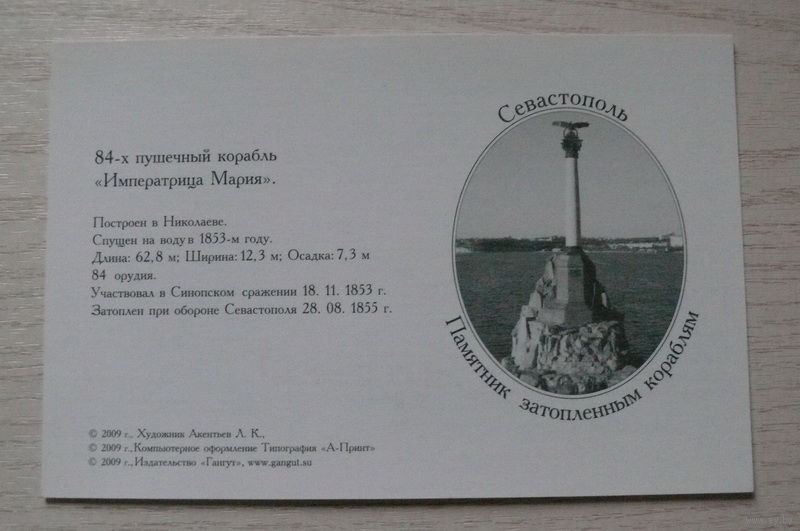 84-х пушечный корабль
«Императрица Мария».
Построен в Николаеве.
Спущен на воду в 1853-м году.
Длина: 62,8 м; Ширина: 12,3 м; Осадка: 7,3 м
84 орудия.
Участвовал в Синопском сражении 18. 11. 1853 г.
Затоплен при обороне Севастополя 28. 08. 1855 г.
© 2009 г., Художник Акентьев Л. К.,
© 2009 г.,Компьютерное оформление Типография «А-Принт»
© 2009 г.,Издательство «Гангут», www.gangut.su
Севастополь
Памятник затопленным кораблям